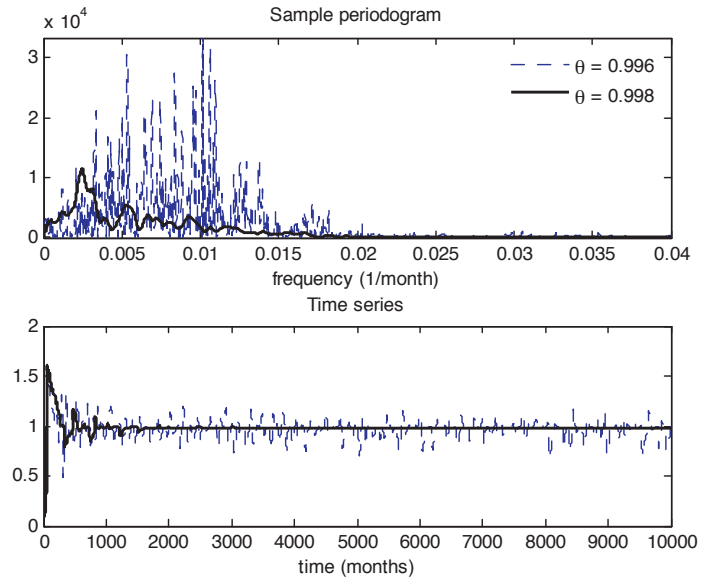 Sample periodogram
x 10⁴
3
2
1
0
θ = 0.996
θ = 0.998
0 0.005 0.01 0.015 0.02 0.025 0.03 0.035 0.04
frequency (1/month)
Time series
2
1.5
1
0.5
0
0 1000 2000 3000 4000 5000 6000 7000 8000 9000 10000
time (months)